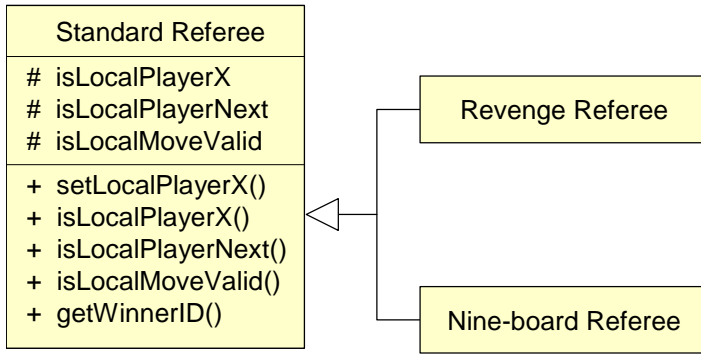 Standard Referee
# isLocalPlayerX
# isLocalPlayerNext
# isLocalMoveValid
+ setLocalPlayerX()
+ isLocalPlayerX()
+ isLocalPlayerNext()
+ isLocalMoveValid()
+ getWinnerID()
Revenge Referee
Nine-board Referee